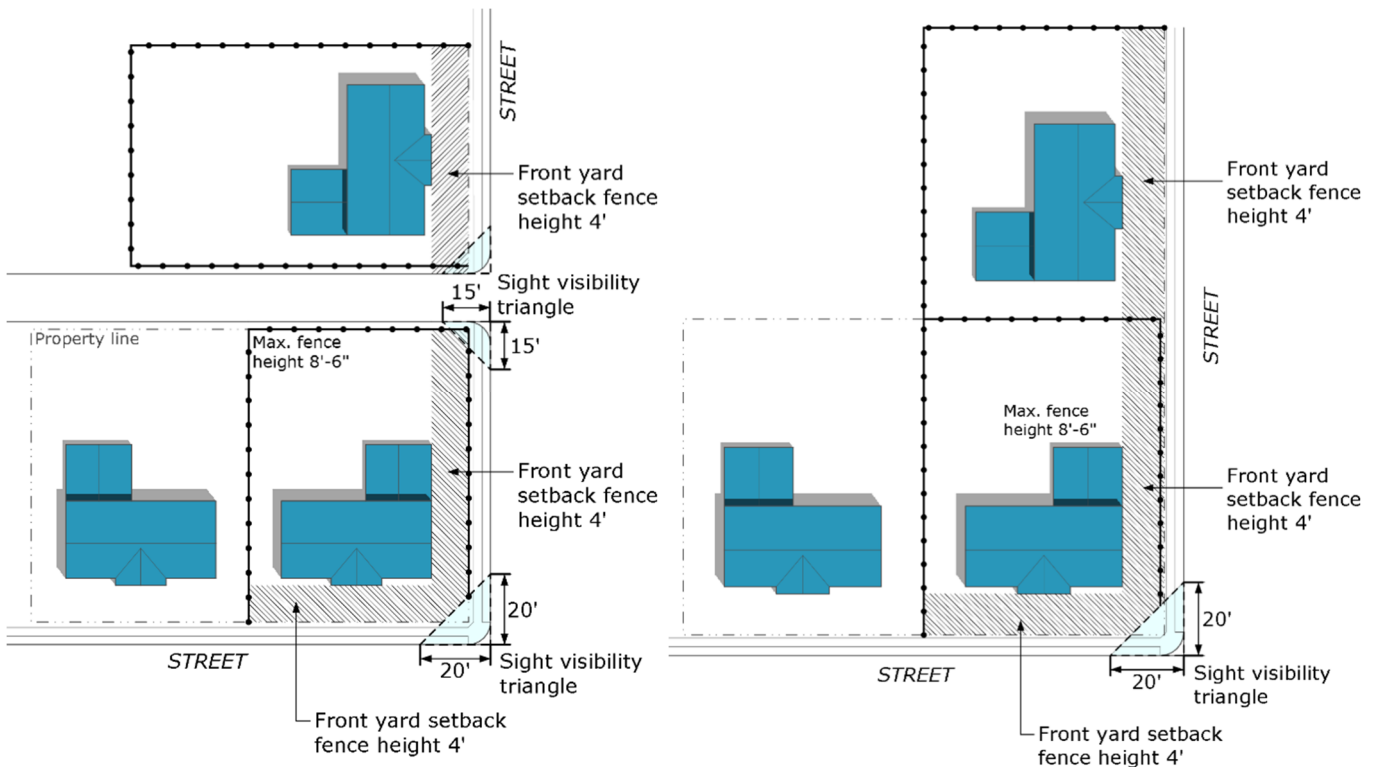 STREET
Front yard
setback fence
height 4'
Sight visibility
triangle
15'
15'
Property line
Max. fence
height 8'-6"
Front yard
setback fence
height 4'
20'
20'
STREET
Sight visibility
triangle
Front yard setback
fence height 4'
Front yard
setback fence
height 4'
STREET
Max. fence
height 8'-6"
Front yard
setback fence
height 4'
20'
20'
STREET
Sight visibility
triangle
Front yard setback
fence height 4'